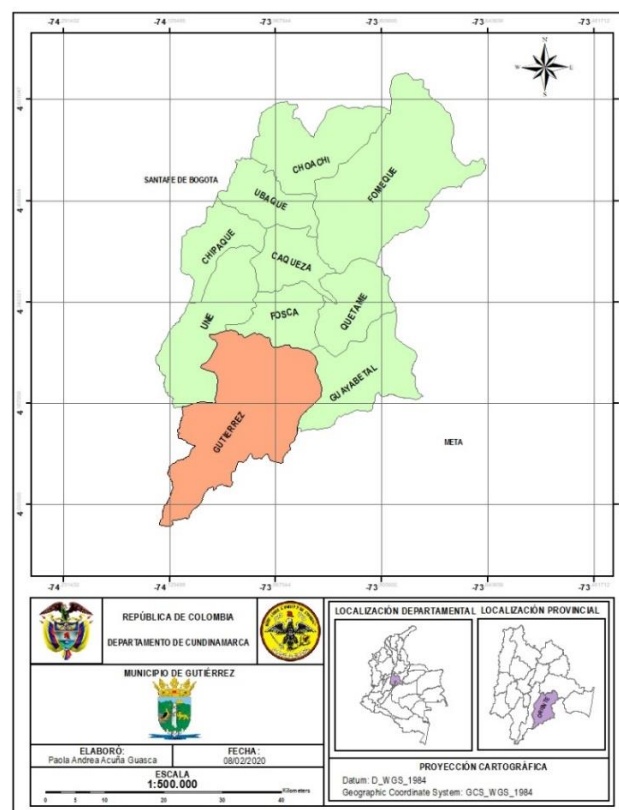 -74
-74
-73
-73
-73
-73
N
W E
S
4
4
4
4
4
CHOACHI
FOMEQUE
SANTAFE DE BOGOTA
UBAQUE
CHIPAQUE
CAQUEZA
UNE
FOSCA
QUETAME
GUAYABETAL
GUTIERREZ
META
-74
-74
-73
-73
-73
-73
REPÚBLICA DE COLOMBIA
DEPARTAMENTO DE CUNDINAMARCA
MUNICIPIO DE GUTIÉRREZ
ELABORÓ:
Paola Andrea Acuña Guasca
FECHA:
08/02/2020
ESCALA
1:500.000
0 5 10 20 30 40
Kilometers
LOCALIZACIÓN DEPARTAMENTAL
LOCALIZACIÓN PROVINCIAL
ORIENTE
PROYECCIÓN CARTOGRÁFICA
Datum: D_WGS_1984
Geographic Coordinate System: GCS_WGS_1984